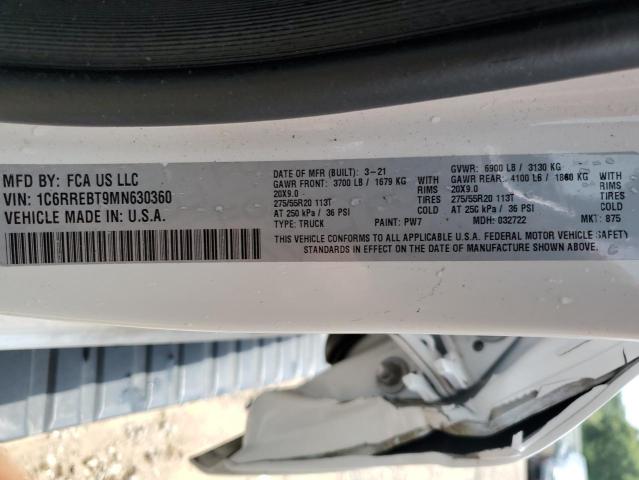 MFD BY: FCA US LLC
VIN: 1C6RREBT9MN630360
VEHICLE MADE IN: U.S.A.
DATE OF MFR (BUILT): 3-21
GAWR FRONT: 3700 LB / 1679 KG WITH
20X9.0 RIMS
275/55R20 113T TIRES
AT 250 kPa / 36 PSI COLD
TYPE: TRUCK PAINT: PW7
GVWR: 6900 LB / 3130 KG
GAWR REAR: 4100 LB / 1860 KG WITH
20X9.0 RIMS
275/55R20 113T TIRES
AT 250 kPa / 36 PSI COLD
MDH: 032722 MKT: 875
THIS VEHICLE CONFORMS TO ALL APPLICABLE U.S.A. FEDERAL MOTOR VEHICLE SAFETY
STANDARDS IN EFFECT ON THE DATE OF MANUFACTURE SHOWN ABOVE.